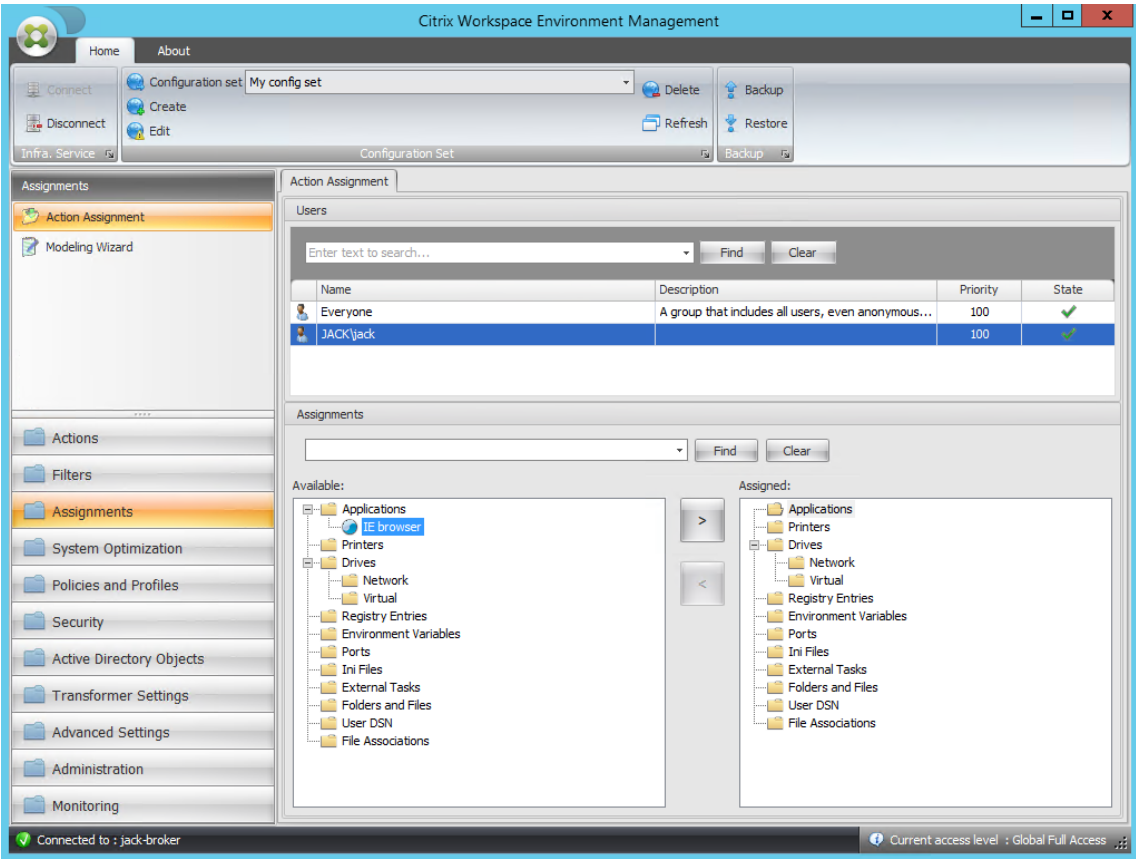 Citrix Workspace Environment Management
Home About
Connect
Disconnect
Infra. Service
Configuration set My config set
Create
Edit
Delete
Refresh
Configuration Set
Backup
Restore
Backup
Assignments
Action Assignment
Modeling Wizard
Actions
Filters
Assignments
System Optimization
Policies and Profiles
Security
Active Directory Objects
Transformer Settings
Advanced Settings
Administration
Monitoring
Action Assignment
Users
Enter text to search... Find Clear
Name Description Priority State
Everyone A group that includes all users, even anonymous... 100
JACK\jack 100
Assignments
Find Clear
Available:
Applications
IE browser
Printers
Drives
Network
Virtual
Registry Entries
Environment Variables
Ports
Ini Files
External Tasks
Folders and Files
User DSN
File Associations
>
<
Assigned:
Applications
Printers
Drives
Network
Virtual
Registry Entries
Environment Variables
Ports
Ini Files
External Tasks
Folders and Files
User DSN
File Associations
Connected to : jack-broker
Current access level : Global Full Access